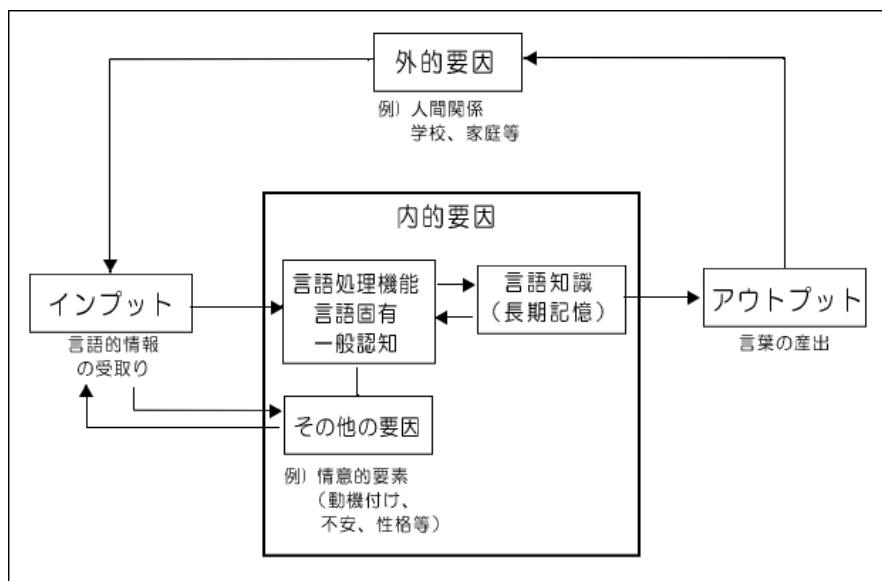 外的要因
例）人間関係
学校、家庭等
内的要因
インプット
言語的情報
の受取り
言語処理機能
言語固有
一般認知
言語知識
（長期記憶）
アウトプット
言葉の産出
その他の要因
例）情意的要素
（動機付け、
不安、性格等）